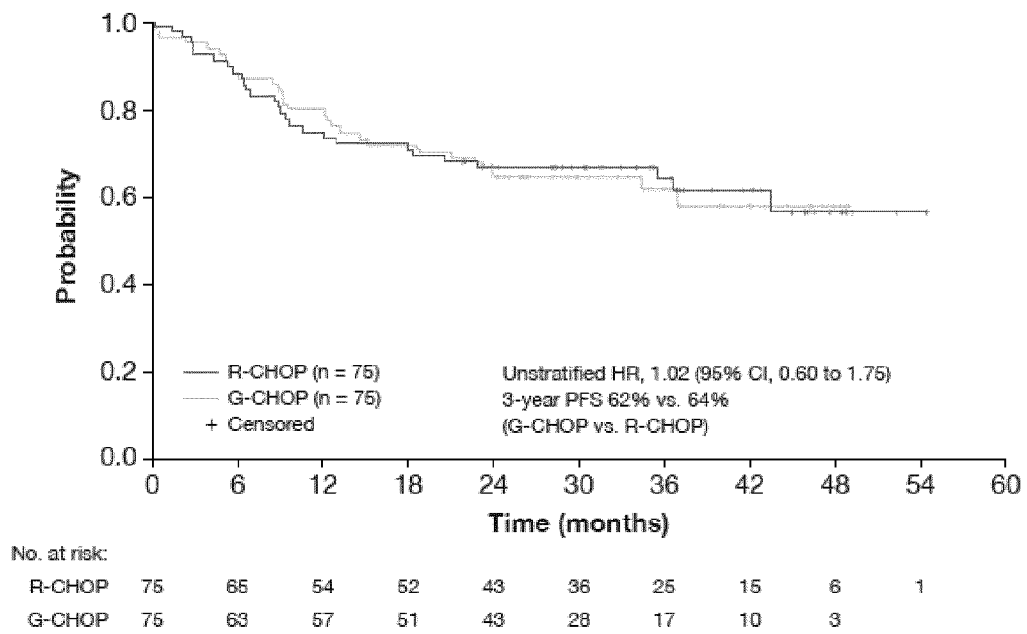 1.0
0.8
0.6
0.4
0.2
0.0
Probability
R-CHOP (n = 75)
G-CHOP (n = 75)
+ Censored
Unstratified HR, 1.02 (95% CI, 0.60 to 1.75)
3-year PFS 62% vs. 64%
(G-CHOP vs. R-CHOP)
0 6 12 18 24 30 36 42 48 54 60
Time (months)
No. at risk:
R-CHOP 75 65 54 52 43 36 25 15 6 1
G-CHOP 75 63 57 51 43 28 17 10 3